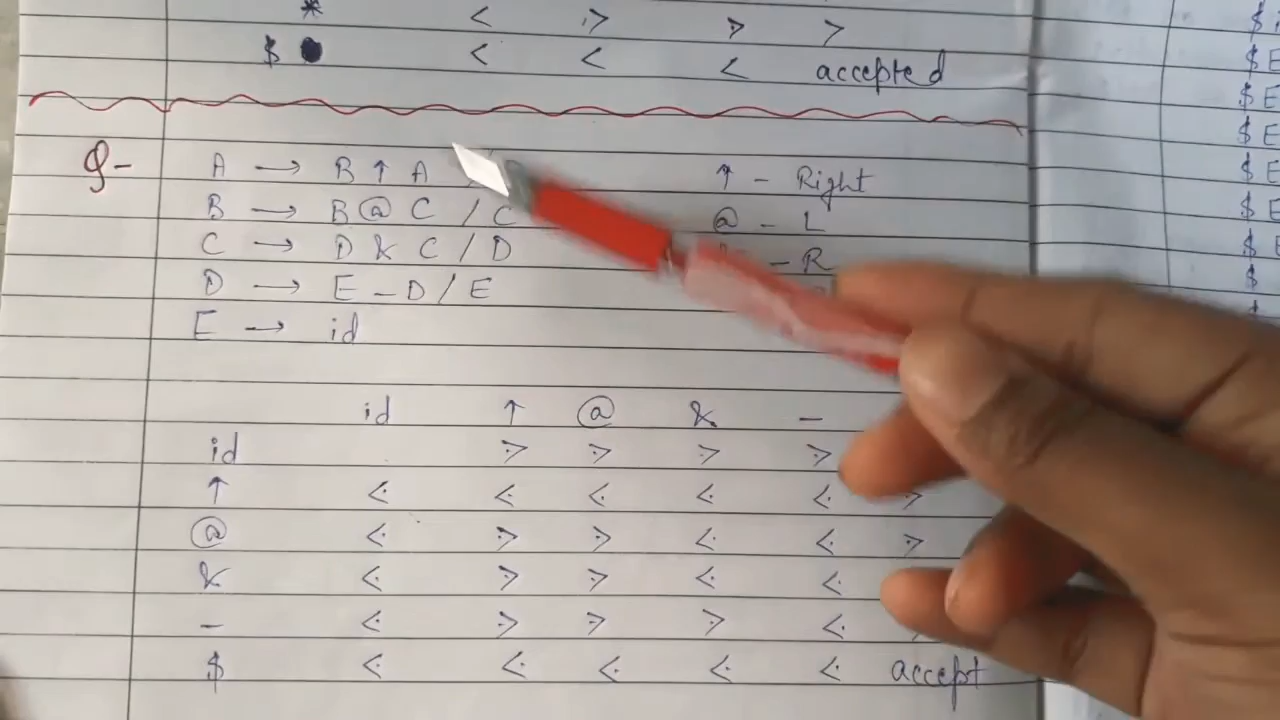 * < ·> ·> >
$ < < < accepted
Q- A → B ↑ A ↑ - Right
B → B @ C / C @ - L
C → D & C / D - R
D → E - D / E
E → id
id ↑ @ & -
id ·> ·> ·> ·>
↑ <· <· <· <· <· ·>
@ <· ·> ·> <· <· ·>
& <· ·> ·> <· <·
- <· ·> ·> ·> <·
$ <· <· <· <· <· accept
$ E
$ E
$ E
$ E
$ E
$ E
$
$ E